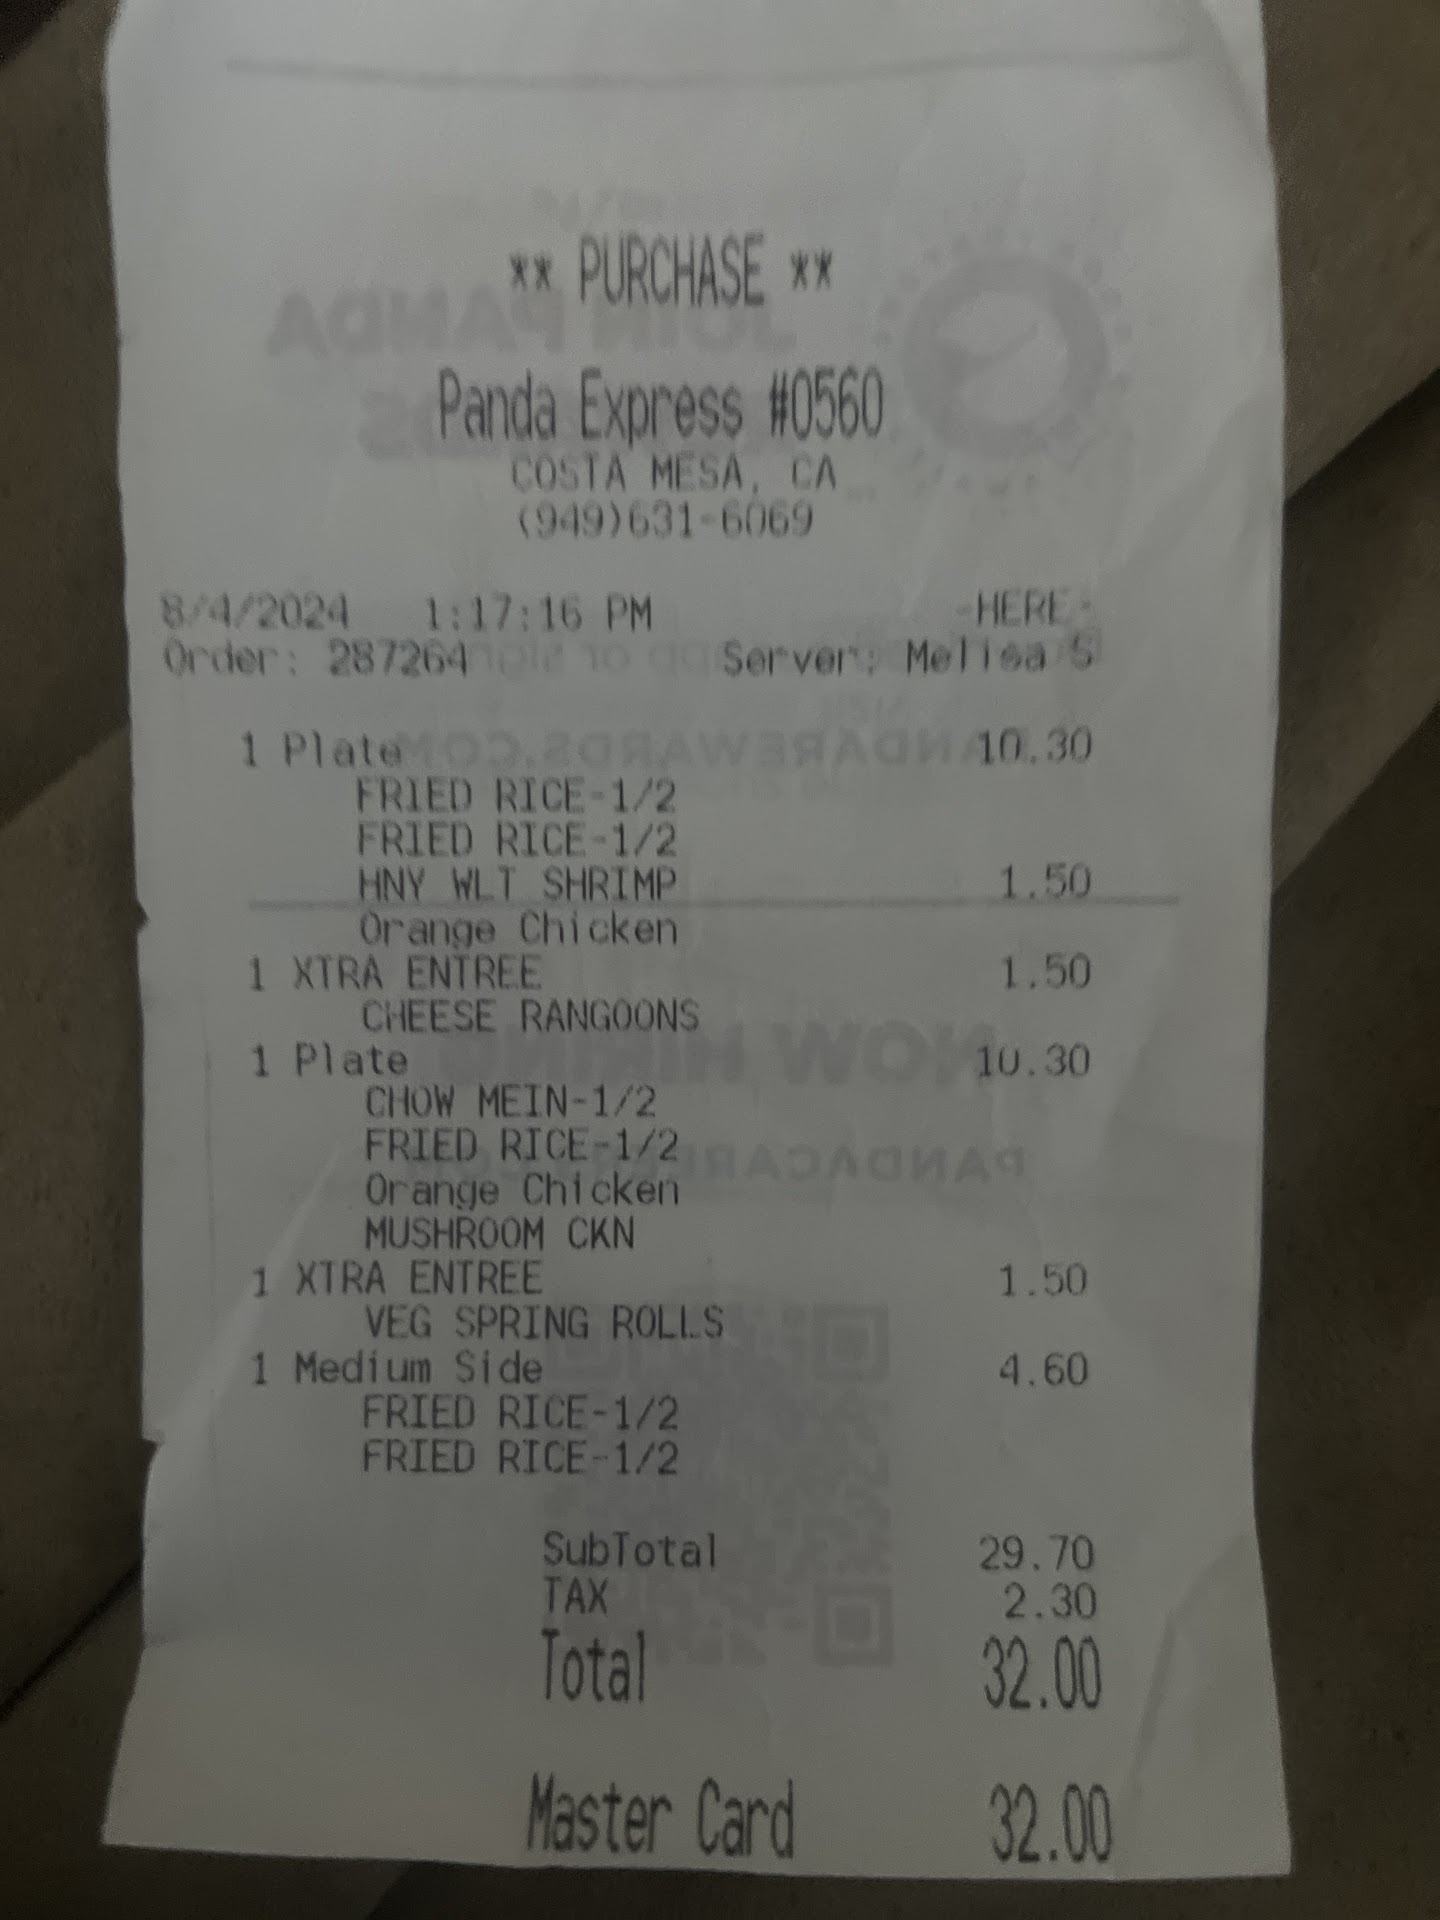 ** PURCHASE **
Panda Express #0560
COSTA MESA, CA
(949)631-6069
8/4/2024 1:17:16 PM -HERE-
Order: 287264 Server: Melisa S
1 Plate 10.30
FRIED RICE-1/2
FRIED RICE-1/2
HNY WLT SHRIMP 1.50
Orange Chicken
1 XTRA ENTREE 1.50
CHEESE RANGOONS
1 Plate 10.30
CHOW MEIN-1/2
FRIED RICE-1/2
Orange Chicken
MUSHROOM CKN
1 XTRA ENTREE 1.50
VEG SPRING ROLLS
1 Medium Side 4.60
FRIED RICE-1/2
FRIED RICE-1/2
SubTotal 29.70
TAX 2.30
Total 32.00
Master Card 32.00